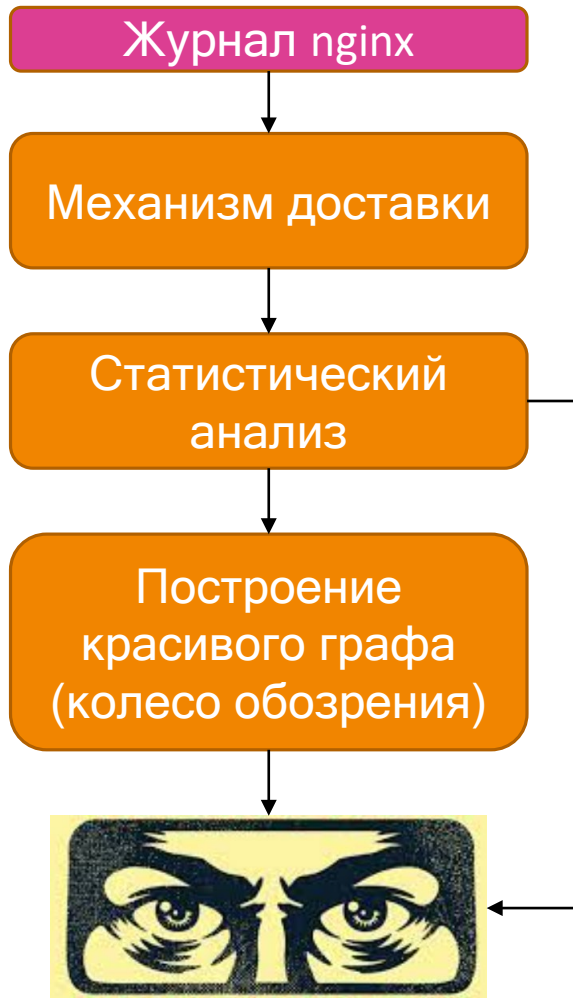 Журнал nginx
Механизм доставки
Статистический
анализ
Построение
красивого графа
(колесо обозрения)